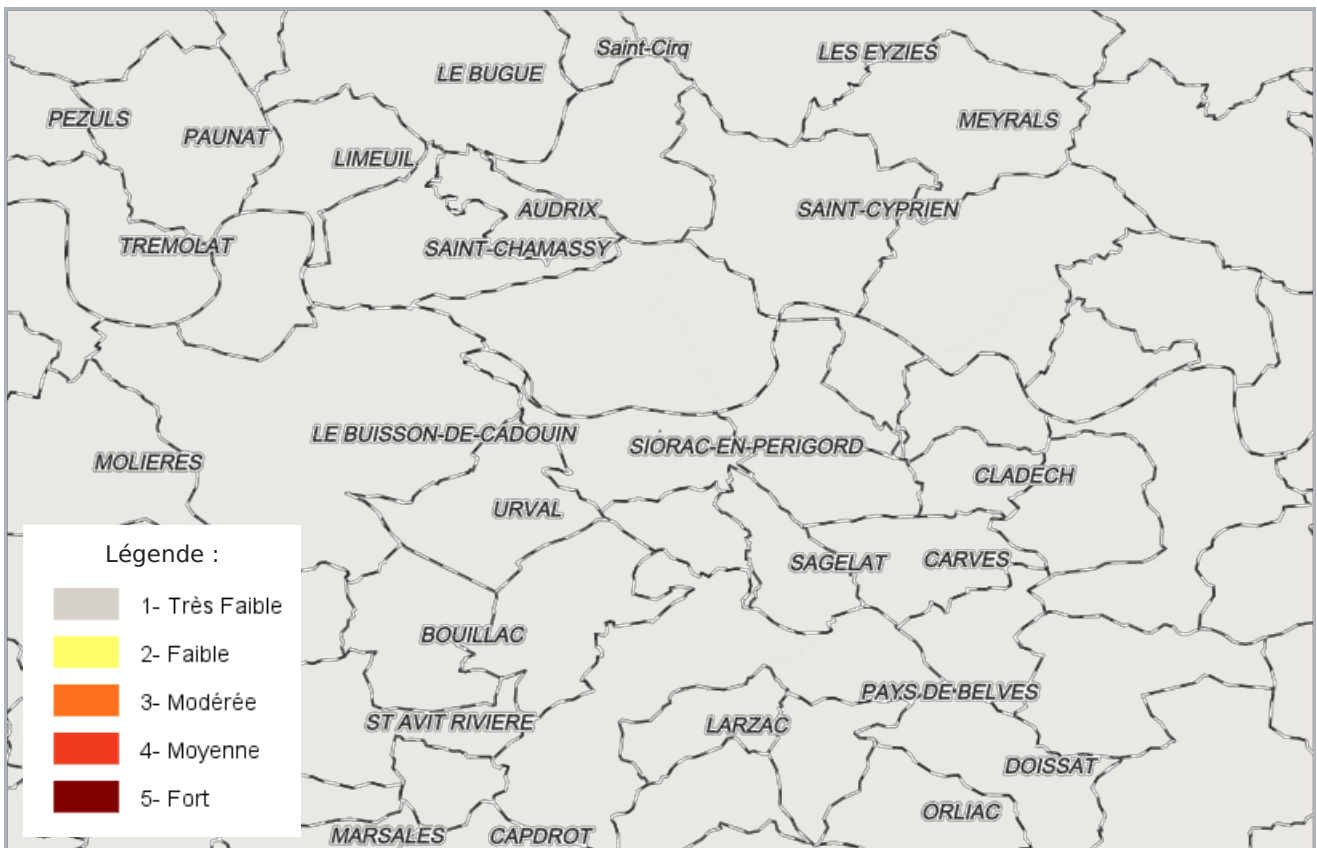 Saint-Cirq
LES EYZIES
LE BUGUE
PEZULS
MEYRALS
PAUNAT
LIMEUIL
AUDRIX
SAINT-CYPRIEN
TREMOLAT
SAINT-CHAMASSY
LE BUISSON-DE-CADOUIN
SIORAC-EN-PERIGORD
MOLIERES
CLADECH
URVAL
SAGELAT
CARVES
BOUILLAC
PAYS DE BELVES
ST AVIT RIVIERE
LARZAC
DOISSAT
ORLIAC
MARSALES
CAPDROT
Légende :
1- Très Faible
2- Faible
3- Modérée
4- Moyenne
5- Fort